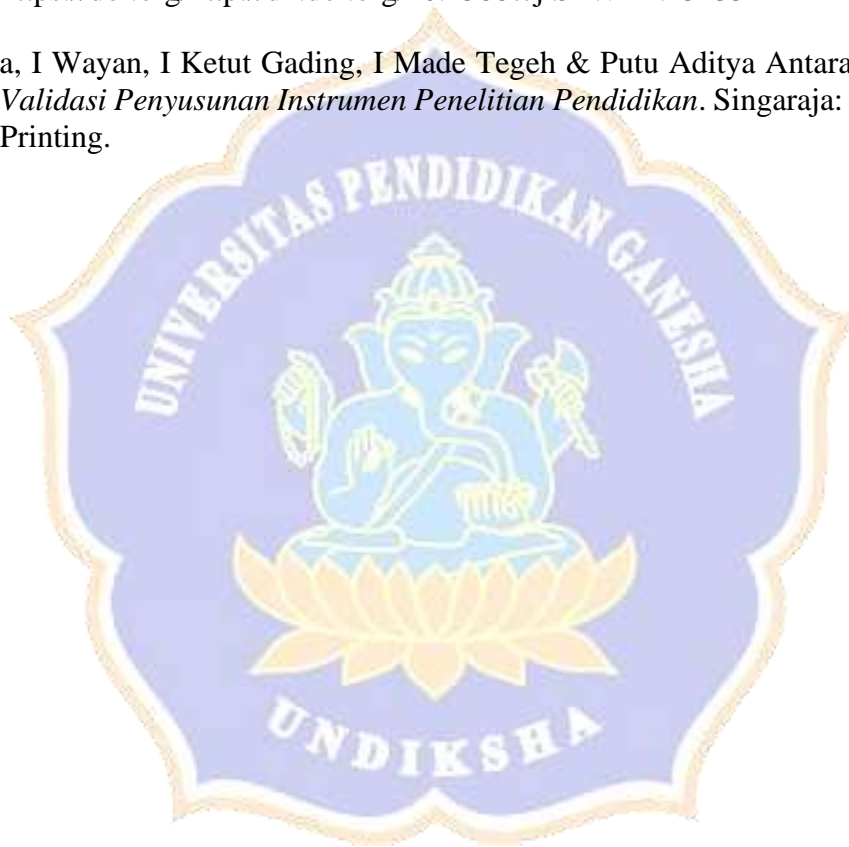 a, I Wayan, I Ketut Gading, I Made Tegeh & Putu Aditya Antara
Validasi Penyusunan Instrumen Penelitian Pendidikan. Singaraja:
Printing.
UNIVERSITAS PENDIDIKAN GANESHA
UNDIKSHA